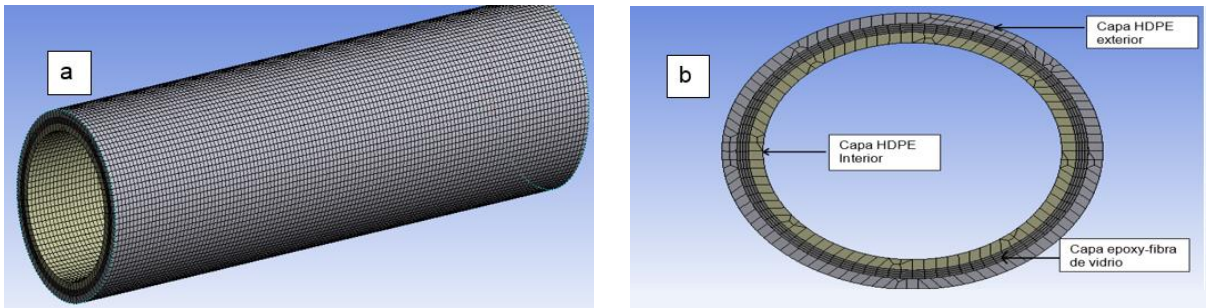 a
b
Capa HDPE
exterior
Capa HDPE
Interior
Capa epoxy-fibra
de vidrio